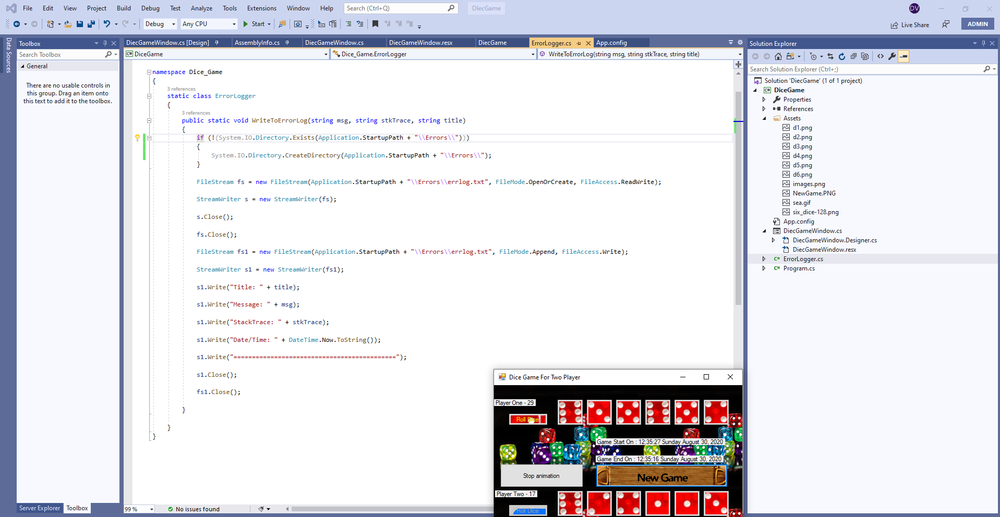 File Edit View Project Build Debug Test Analyze Tools Extensions Window Help Search (Ctrl+Q) DiecGame DV
Debug Any CPU Start Live Share ADMIN
Data Sources
Toolbox
Search Toolbox
General
There are no usable controls in
this group. Drag an item onto
this text to add it to the toolbox.
Server Explorer Toolbox
DiecGameWindow.cs [Design] AssemblyInfo.cs DiecGameWindow.cs DiecGameWindow.resx DiecGame ErrorLogger.cs App.config
C# DiceGame Dice_Game.ErrorLogger WriteToErrorLog(string msg, string stkTrace, string title)
namespace Dice_Game
{
3 references
static class ErrorLogger
{
3 references
public static void WriteToErrorLog(string msg, string stkTrace, string title)
{
if (!(System.IO.Directory.Exists(Application.StartupPath + "\\Errors\\")))
{
System.IO.Directory.CreateDirectory(Application.StartupPath + "\\Errors\\");
}
FileStream fs = new FileStream(Application.StartupPath + "\\Errors\\errlog.txt", FileMode.OpenOrCreate, FileAccess.ReadWrite);
StreamWriter s = new StreamWriter(fs);
s.Close();
fs.Close();
FileStream fs1 = new FileStream(Application.StartupPath + "\\Errors\\errlog.txt", FileMode.Append, FileAccess.Write);
StreamWriter s1 = new StreamWriter(fs1);
s1.Write("Title: " + title);
s1.Write("Message: " + msg);
s1.Write("StackTrace: " + stkTrace);
s1.Write("Date/Time: " + DateTime.Now.ToString());
s1.Write("============================================");
s1.Close();
fs1.Close();
}
}
}
99 % No issues found
Dice Game For Two Player
Player One - 29
Roll Dice
Game Start On : 12:35:27 Sunday August 30, 2020
Game End On : 12:35:16 Sunday August 30, 2020
Stop animation New Game
Player Two - 17
Roll Dice
Solution Explorer
Search Solution Explorer (Ctrl+;)
Solution 'DiecGame' (1 of 1 project)
C# DiceGame
Properties
References
Assets
d1.png
d2.png
d3.png
d4.png
d5.png
d6.png
images.png
NewGame.PNG
sea.gif
six_dice-128.png
App.config
DiecGameWindow.cs
DiecGameWindow.Designer.cs
DiecGameWindow.resx
C# ErrorLogger.cs
C# Program.cs